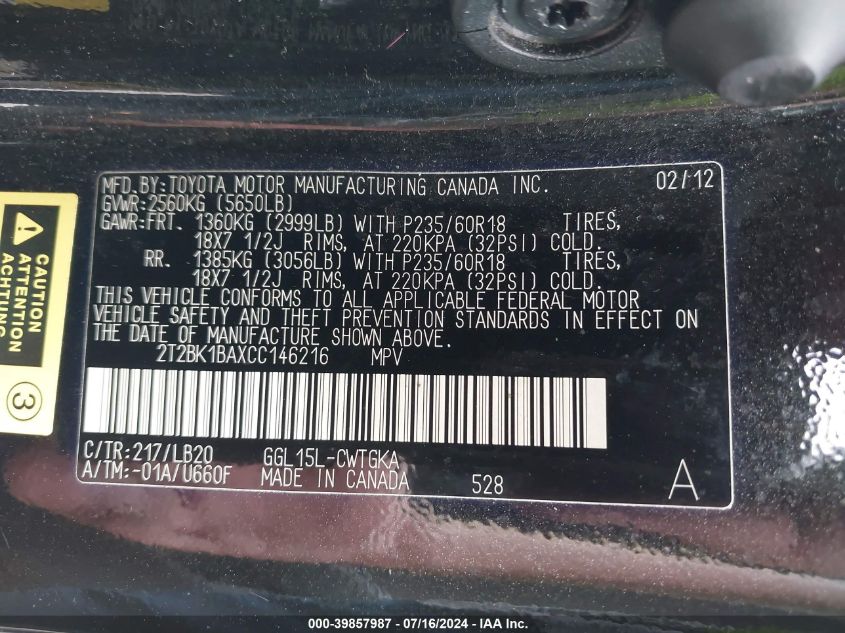 MFD.BY:TOYOTA MOTOR MANUFACTURING CANADA INC. 02/12
GVWR:2560KG (5650LB)
GAWR:FRT. 1360KG (2999LB) WITH P235/60R18 TIRES,
18X7 1/2J RIMS, AT 220KPA (32PSI) COLD.
RR. 1385KG (3056LB) WITH P235/60R18 TIRES,
18X7 1/2J RIMS, AT 220KPA (32PSI) COLD.
THIS VEHICLE CONFORMS TO ALL APPLICABLE FEDERAL MOTOR
VEHICLE SAFETY AND THEFT PREVENTION STANDARDS IN EFFECT ON
THE DATE OF MANUFACTURE SHOWN ABOVE.
2T2BK1BAXCC146216 MPV
C/TR:217/LB20 GGL15L-CWTGKA
A/TM:-01A/U660F MADE IN CANADA 528 A
CAUTION
ATTENTION
ACHTUNG
3
000-39857987 - 07/16/2024 - IAA Inc.